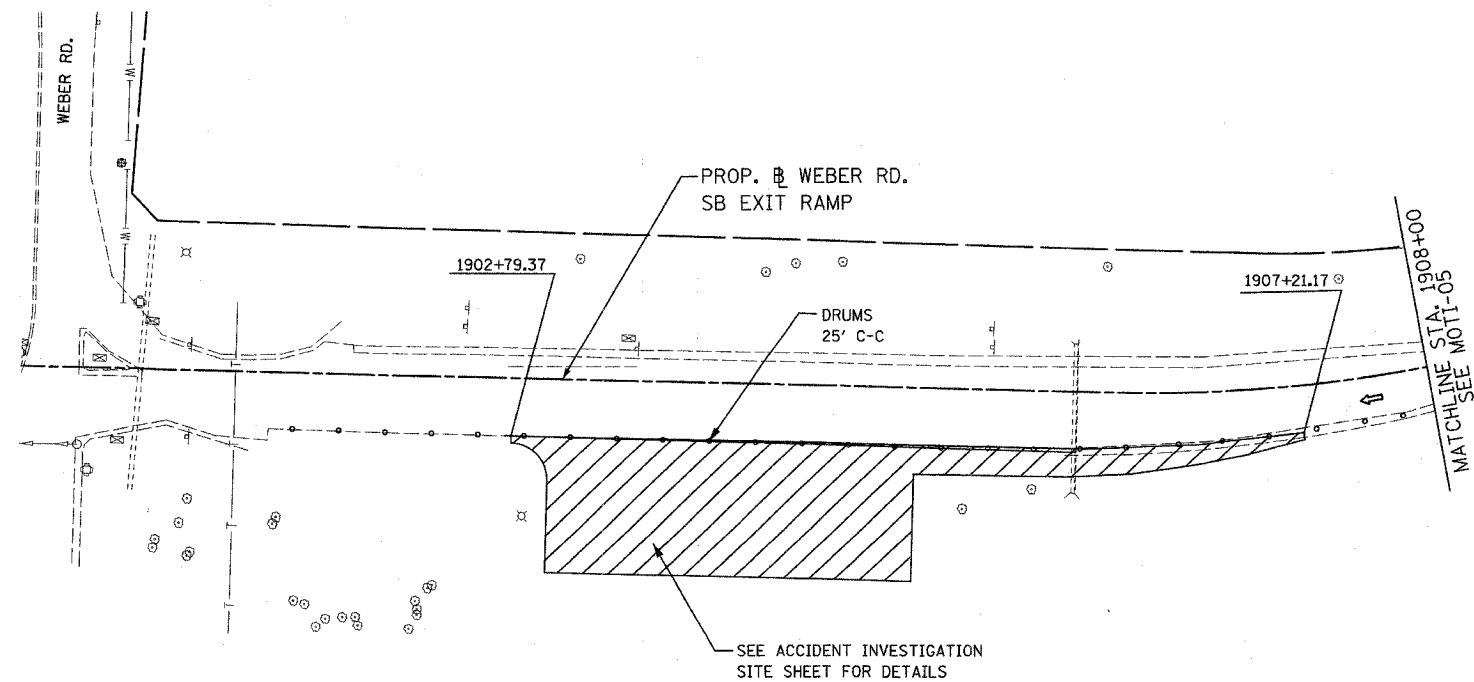 WEBER RD.
W
W
PROP. BL WEBER RD.
SB EXIT RAMP
1902+79.37
1907+21.17
DRUMS
25' C-C
MATCHLINE STA. 1908+00
SEE MOTI-05
T
T
T
SEE ACCIDENT INVESTIGATION
SITE SHEET FOR DETAILS